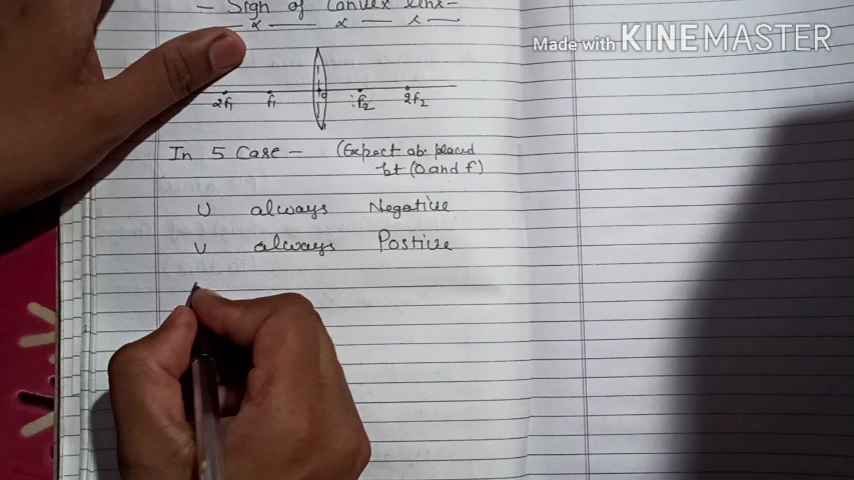 - Sign of Convex lens-
Made with KINEMASTER
2f1 f1 O f2 2f2
In 5 Case - (Expect ob. placed
bt (O and f)
U always Negative
V always Postive